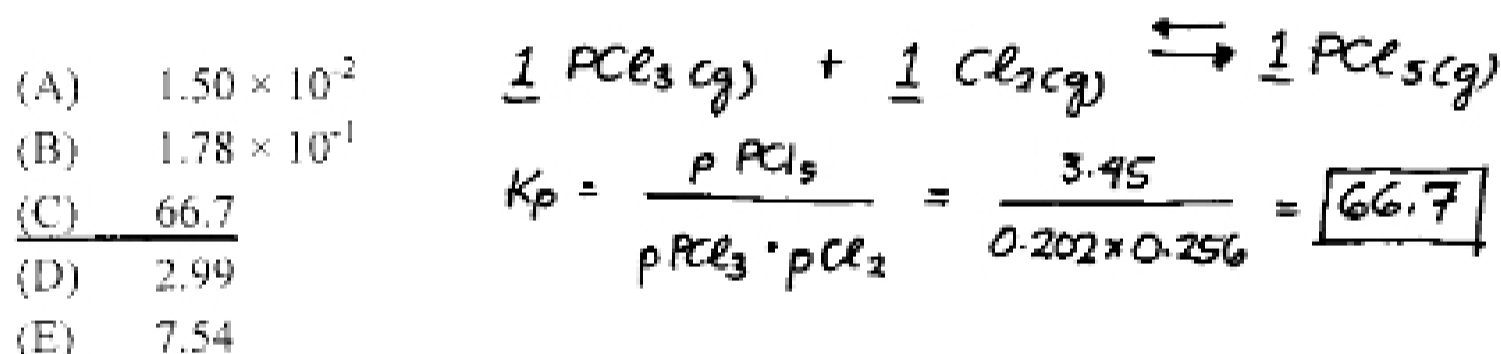 (A) 1.50 × 10⁻²
(B) 1.78 × 10⁻¹
(C) 66.7
(D) 2.99
(E) 7.54
1 PCl₃(g) + 1 Cl₂(g) ⇄ 1 PCl₅(g)
Kp = p PCl₅ / pPCl₃ · pCl₂ = 3.45 / 0.202 × 0.256 = 66.7